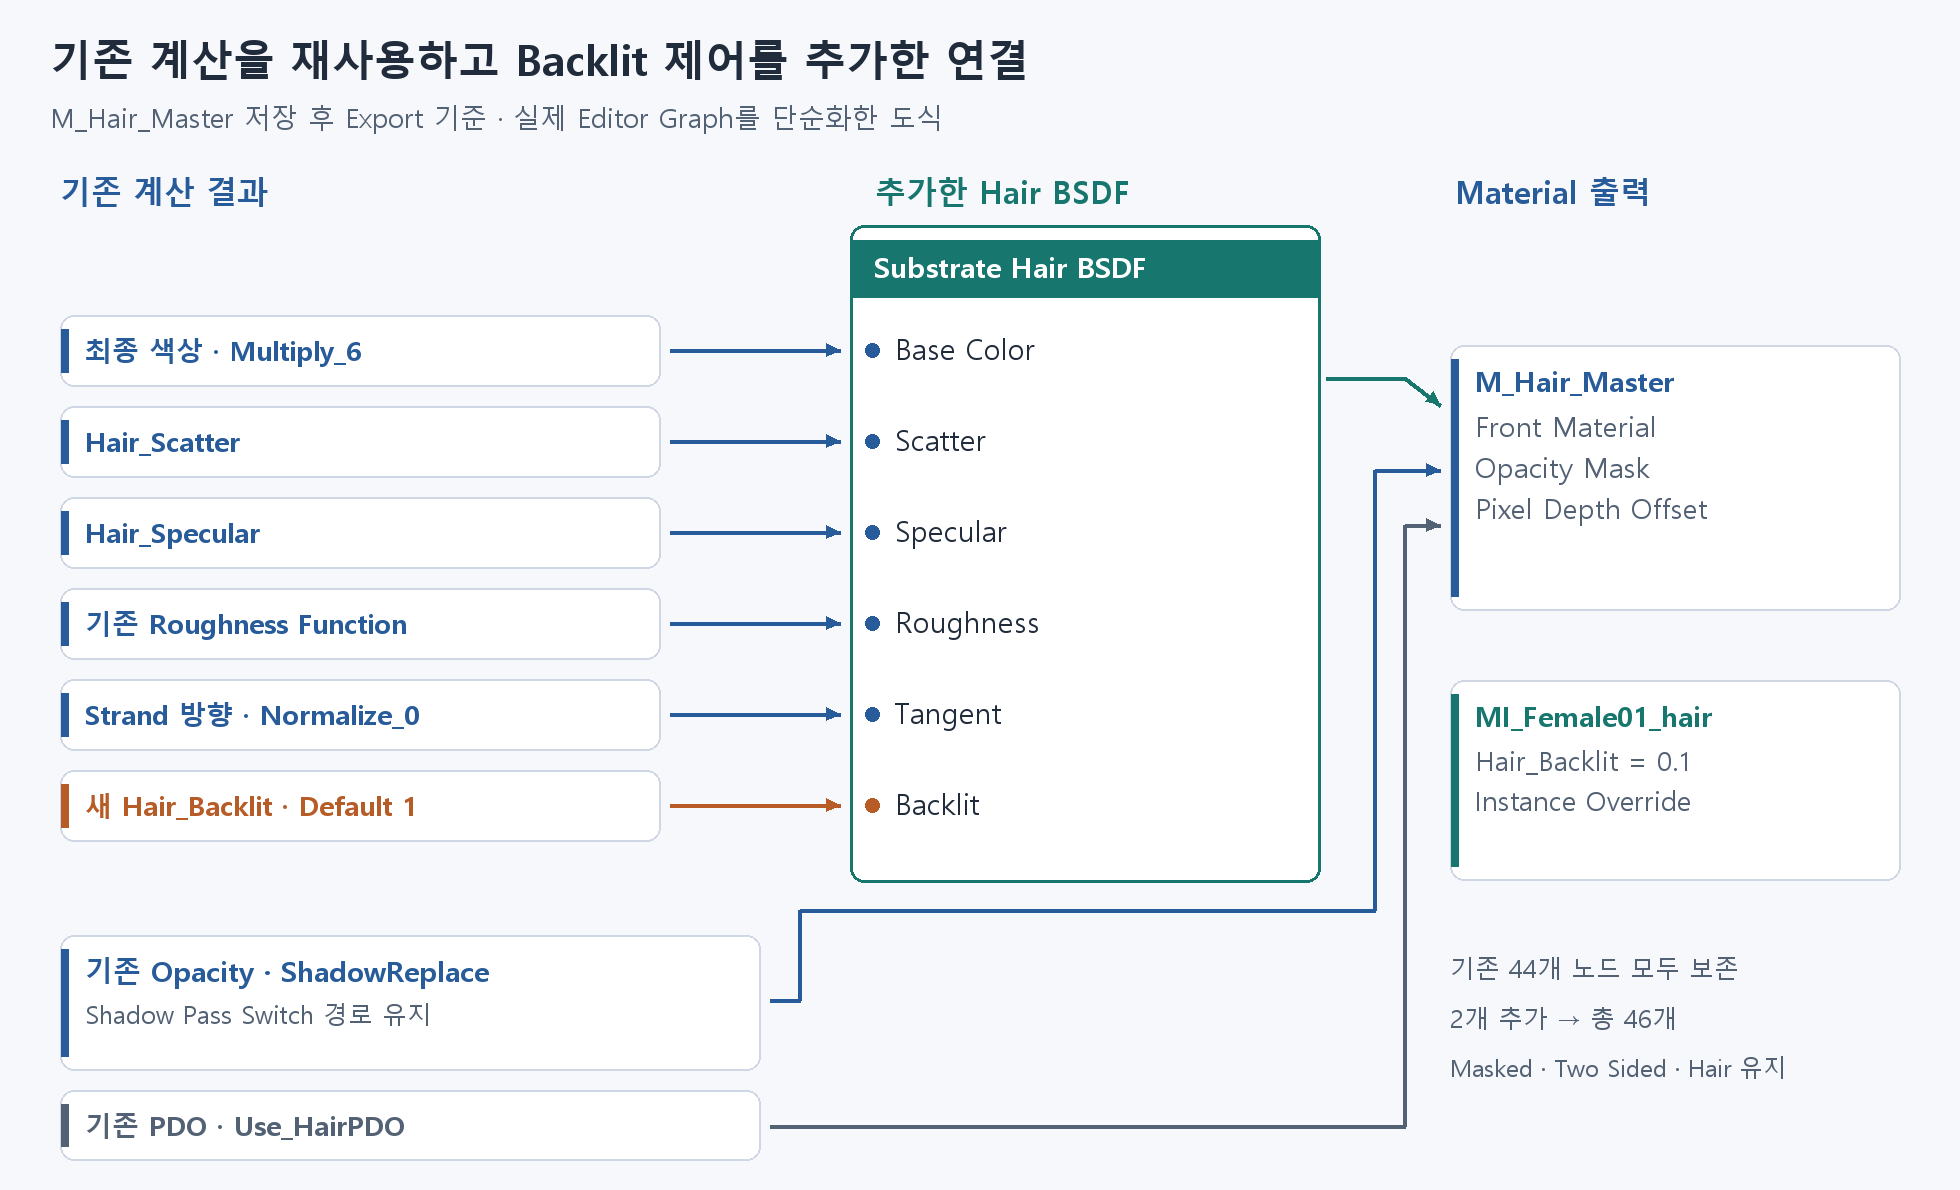 기존 계산을 재사용하고 Backlit 제어를 추가한 연결
M_Hair_Master 저장 후 Export 기준 · 실제 Editor Graph를 단순화한 도식
기존 계산 결과
최종 색상 · Multiply_6
Hair_Scatter
Hair_Specular
기존 Roughness Function
Strand 방향 · Normalize_0
새 Hair_Backlit · Default 1
기존 Opacity · ShadowReplace
Shadow Pass Switch 경로 유지
기존 PDO · Use_HairPDO
추가한 Hair BSDF
Substrate Hair BSDF
Base Color
Scatter
Specular
Roughness
Tangent
Backlit
Material 출력
M_Hair_Master
Front Material
Opacity Mask
Pixel Depth Offset
MI_Female01_hair
Hair_Backlit = 0.1
Instance Override
기존 44개 노드 모두 보존
2개 추가 → 총 46개
Masked · Two Sided · Hair 유지